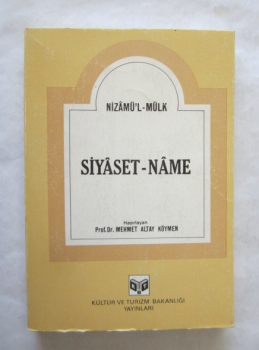 NİZÂMÜ'L-MÜLK
SİYÂSET-NÂME
Hazırlayan
Prof. Dr. MEHMET ALTAY KÖYMEN
KÜLTÜR VE TURİZM BAKANLIĞI
YAYINLARI